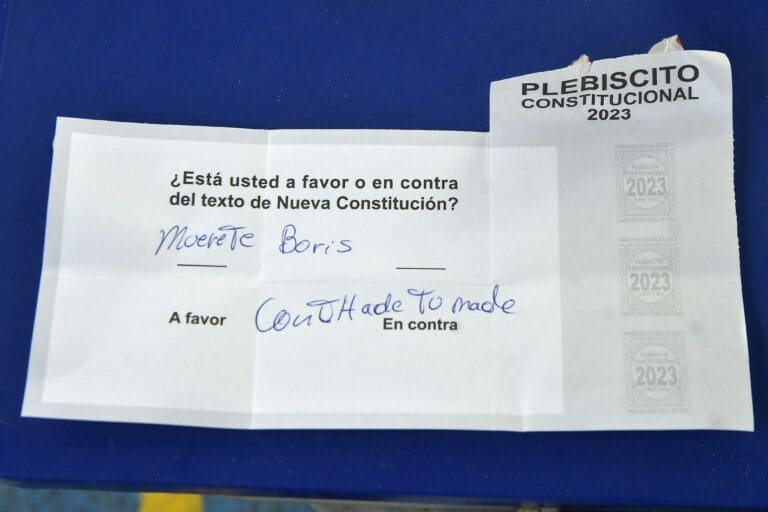 PLEBISCITO
CONSTITUCIONAL
2023
¿Está usted a favor o en contra
del texto de Nueva Constitución?
Muerete Boris
A favor
En contra
2023
2023
2023